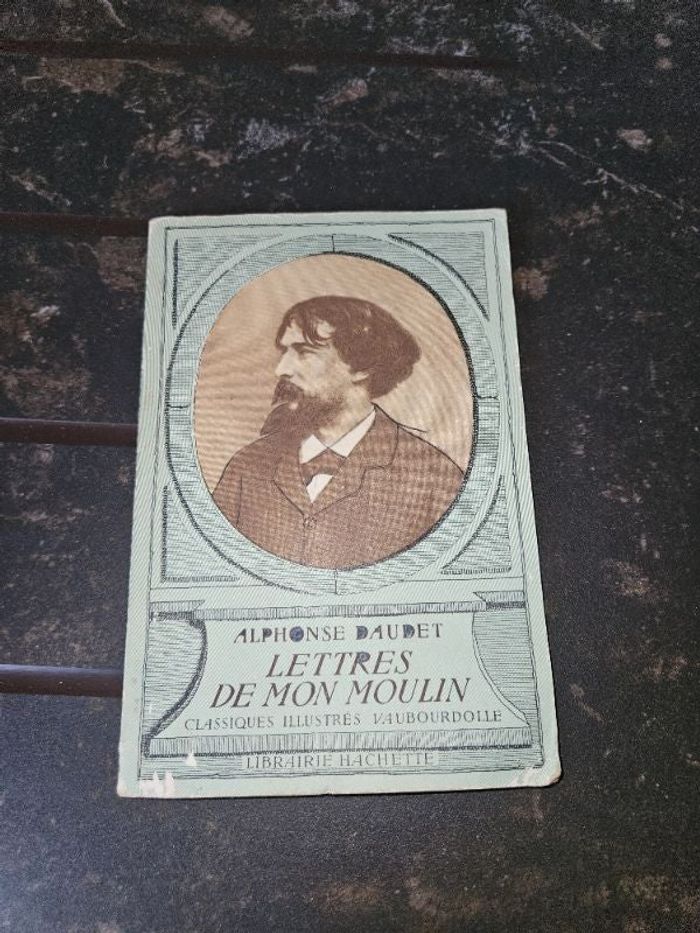 ALPHONSE DAUDET
LETTRES
DE MON MOULIN
CLASSIQUES ILLUSTRÉS VAUBOURDOLLE
LIBRAIRIE HACHETTE